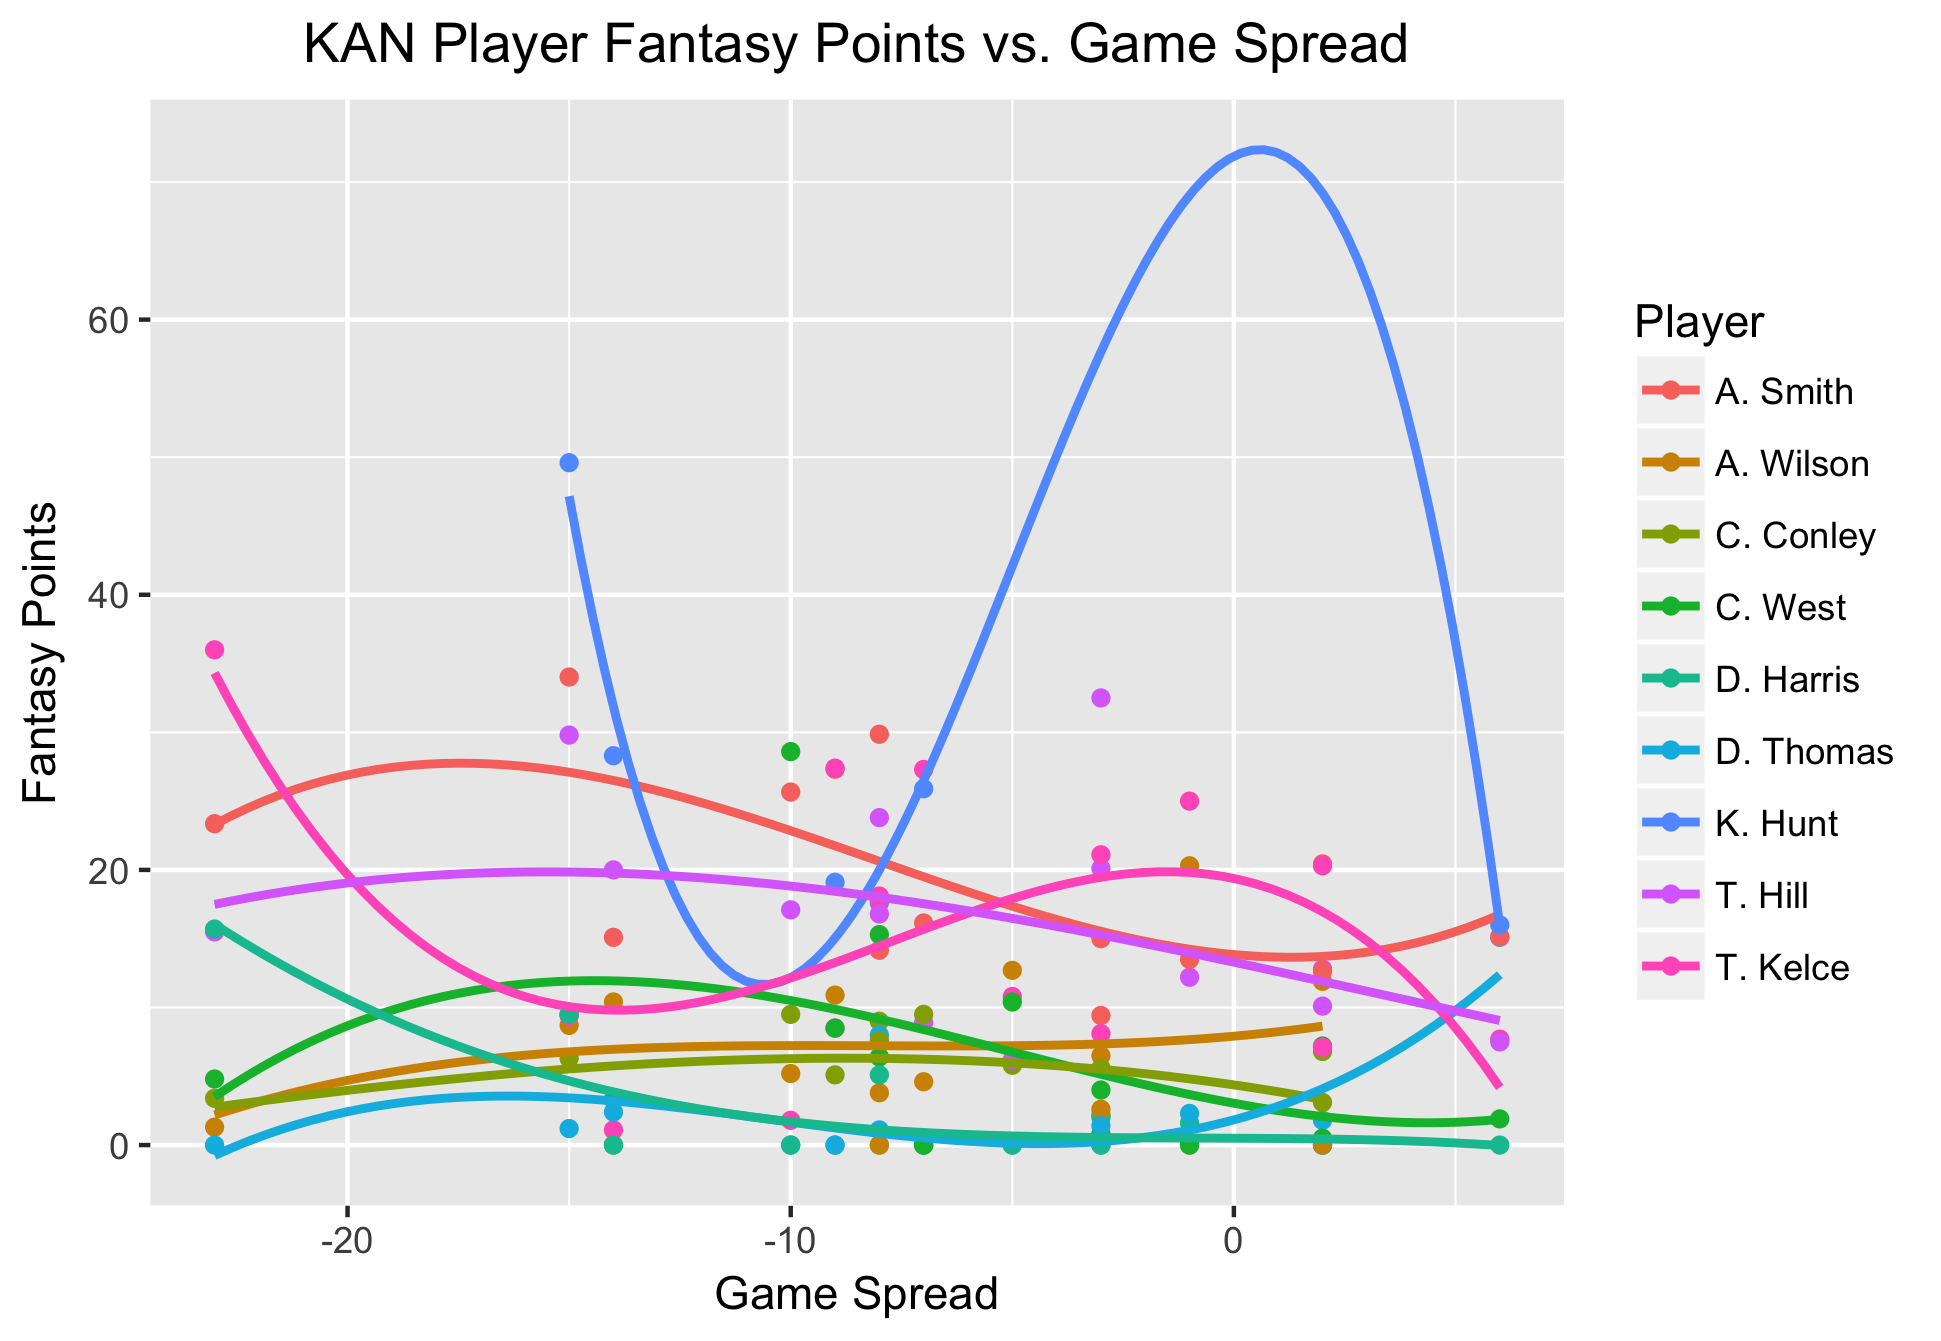 KAN Player Fantasy Points vs. Game Spread
Fantasy Points
60
40
20
0
-20
-10
0
Game Spread
Player
A. Smith
A. Wilson
C. Conley
C. West
D. Harris
D. Thomas
K. Hunt
T. Hill
T. Kelce